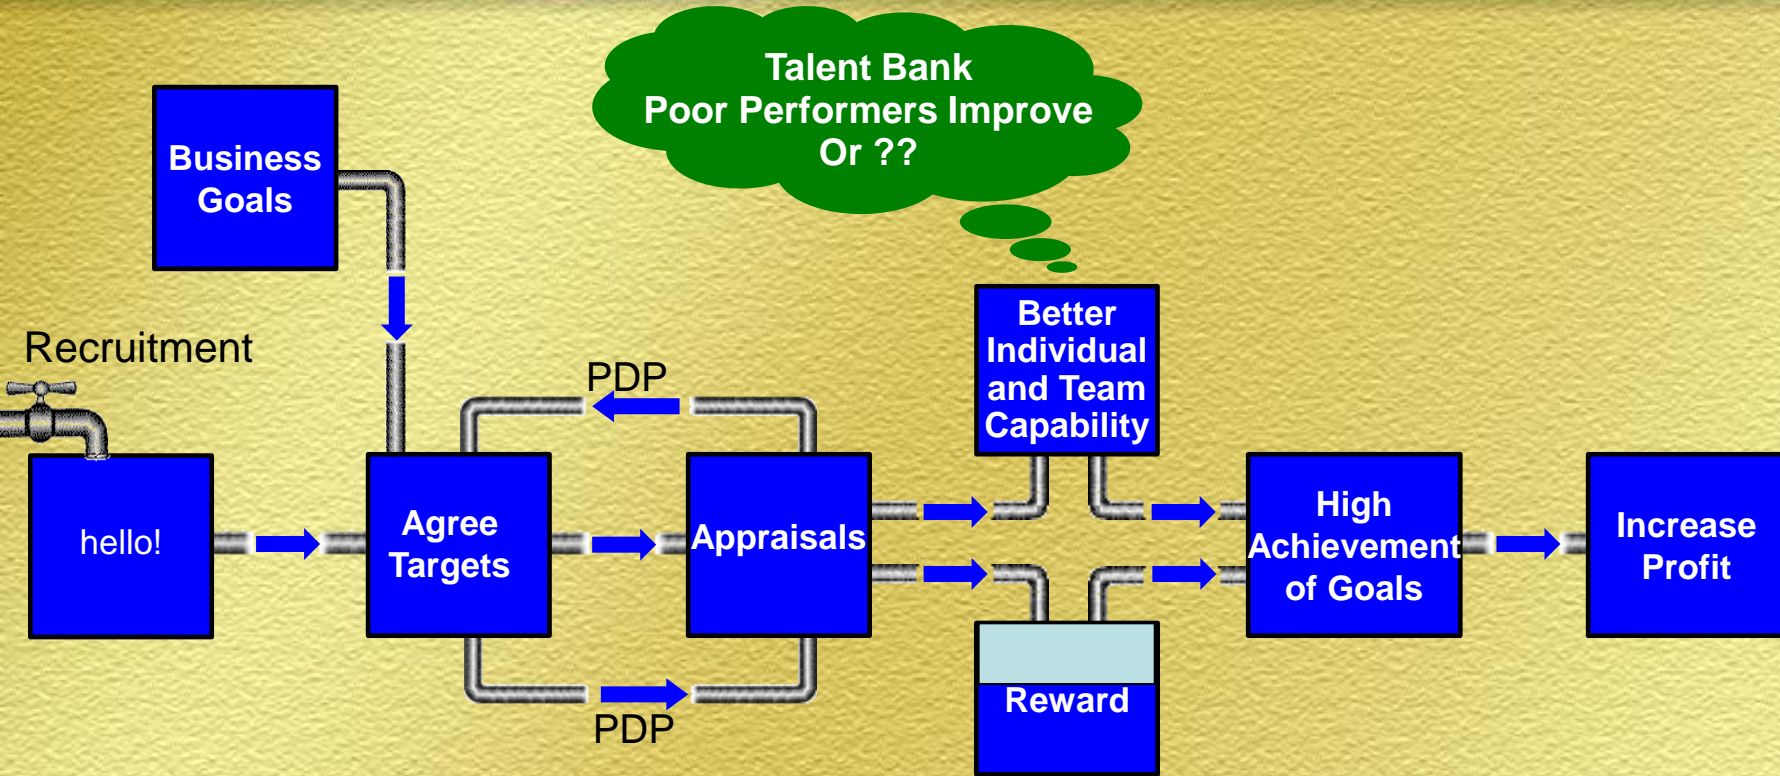 Talent Bank
Poor Performers Improve
Or ??
Business
Goals
Recruitment
hello!
PDP
Agree
Targets
Appraisals
PDP
Better
Individual
and Team
Capability
Reward
High
Achievement
of Goals
Increase
Profit